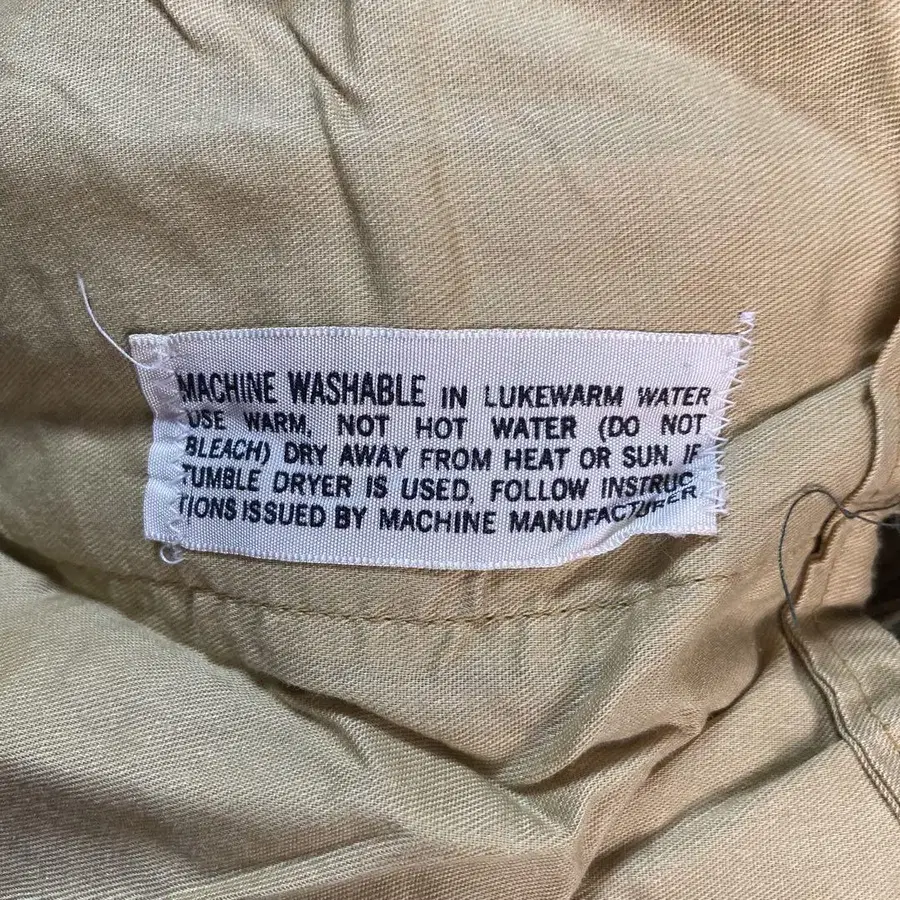 MACHINE WASHABLE IN LUKEWARM WATER
USE WARM, NOT HOT WATER (DO NOT
BLEACH) DRY AWAY FROM HEAT OR SUN. IF
TUMBLE DRYER IS USED, FOLLOW INSTRUC
TIONS ISSUED BY MACHINE MANUFACTURER